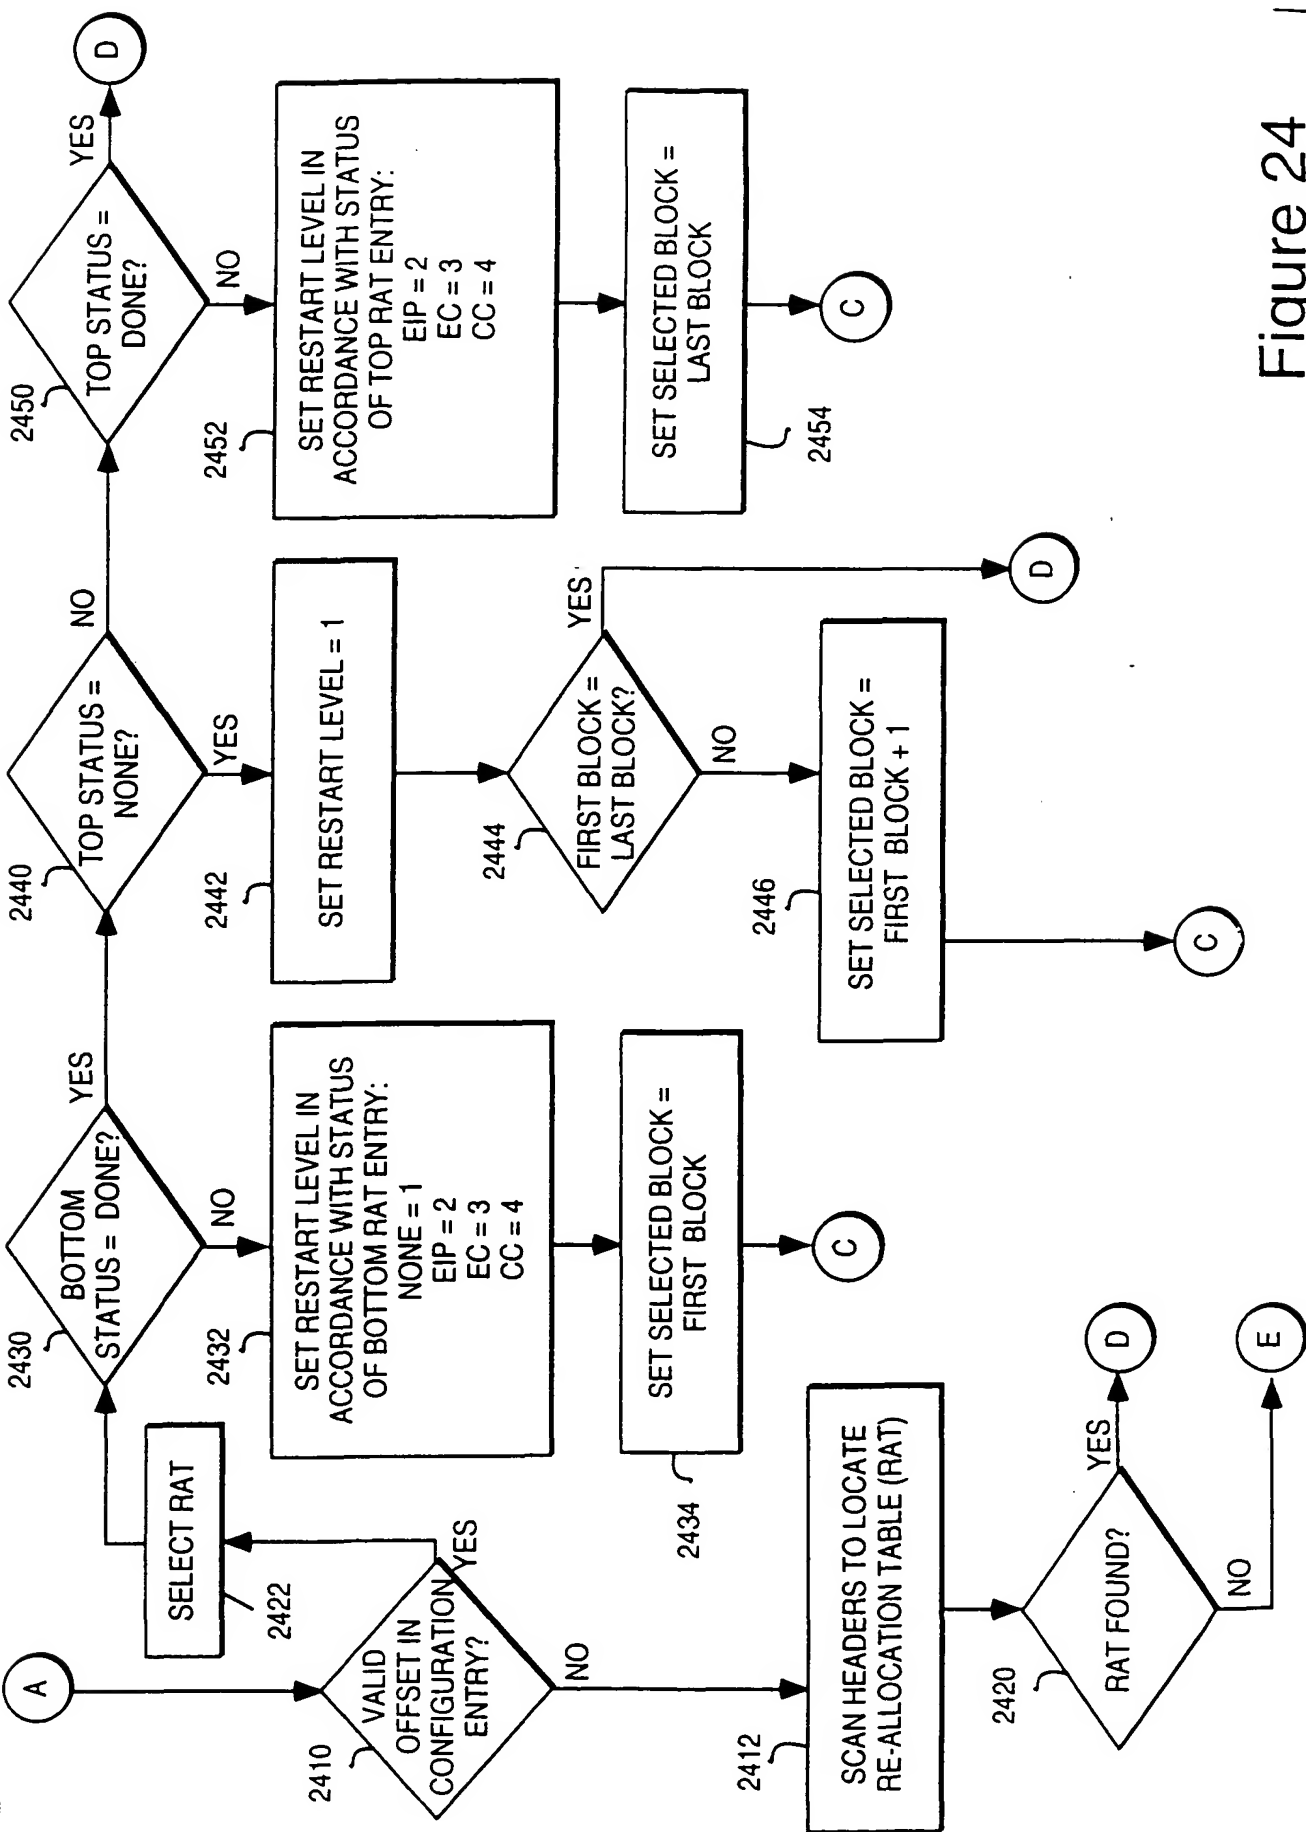 A
VALID
OFFSET IN
CONFIGURATION
ENTRY?
2410
YES
NO
SELECT RAT
2422
SCAN HEADERS TO LOCATE
RE-ALLOCATION TABLE (RAT)
2412
RAT FOUND?
2420
YES
D
NO
E
BOTTOM
STATUS = DONE?
2430
YES
NO
SET RESTART LEVEL IN
ACCORDANCE WITH STATUS
OF BOTTOM RAT ENTRY:
NONE = 1
EIP = 2
EC = 3
CC = 4
2432
SET SELECTED BLOCK =
FIRST BLOCK
2434
C
TOP STATUS =
NONE?
2440
NO
YES
SET RESTART LEVEL = 1
2442
FIRST BLOCK =
LAST BLOCK?
2444
YES
D
NO
SET SELECTED BLOCK =
FIRST BLOCK + 1
2446
C
TOP STATUS =
DONE?
2450
YES
D
NO
SET RESTART LEVEL IN
ACCORDANCE WITH STATUS
OF TOP RAT ENTRY:
EIP = 2
EC = 3
CC = 4
2452
SET SELECTED BLOCK =
LAST BLOCK
2454
C
Figure 24